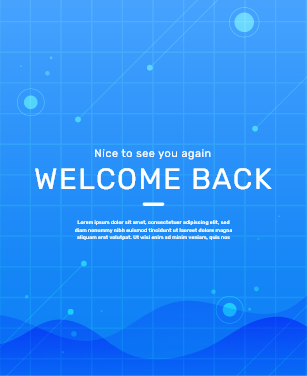 Nice to see you again
WELCOME BACK
Lorem ipsum dolor sit amet, consectetuer adipiscing elit, sed
diam nonummy nibh euismod tincidunt ut laoreet dolore magna
aliquam erat volutpat. Ut wisi enim ad minim veniam, quis nos